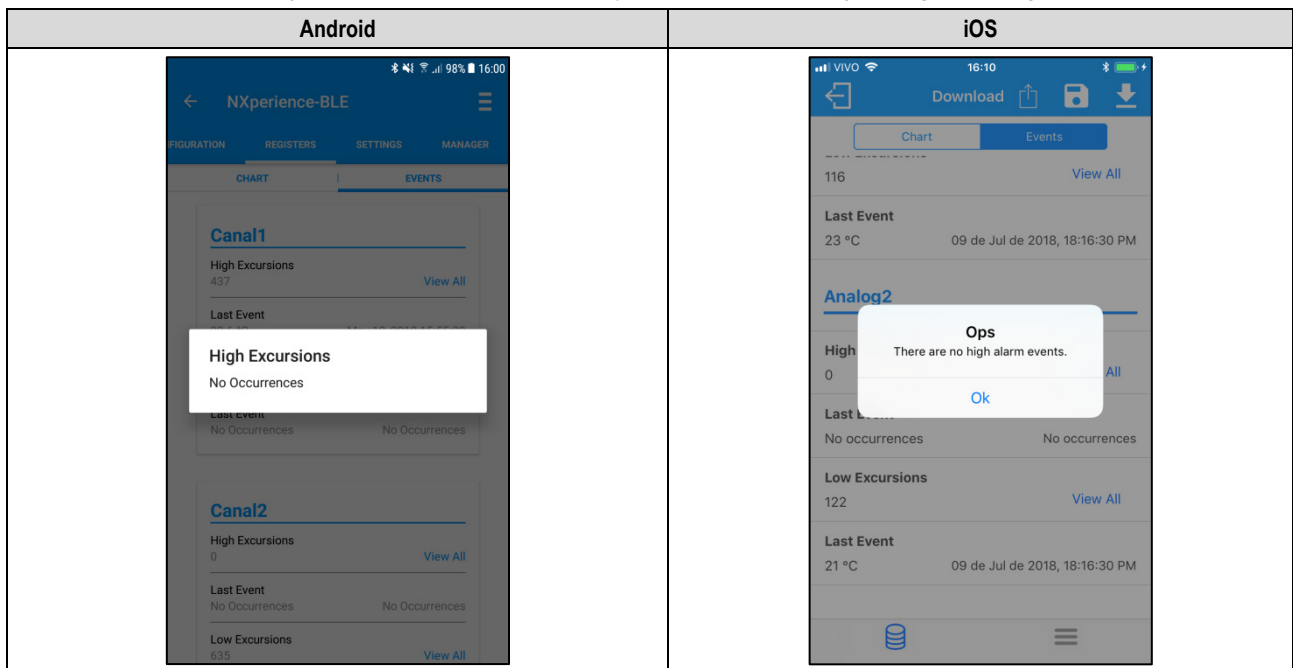 Android
iOS
98% 16:00
NXperience-BLE
FIGURATION REGISTERS SETTINGS MANAGER
CHART | EVENTS
Canal1
High Excursions
437 View All
Last Event
High Excursions
No Occurrences
Last Event
No Occurrences No Occurrences
Canal2
High Excursions
0 View All
Last Event
No Occurrences No Occurrences
Low Excursions
635 View All
VIVO 16:10
Download
Chart Events
116 View All
Last Event
23 °C 09 de Jul de 2018, 18:16:30 PM
Analog2
Ops
There are no high alarm events.
Ok
High
0 All
Last
No occurrences No occurrences
Low Excursions
122 View All
Last Event
21 °C 09 de Jul de 2018, 18:16:30 PM